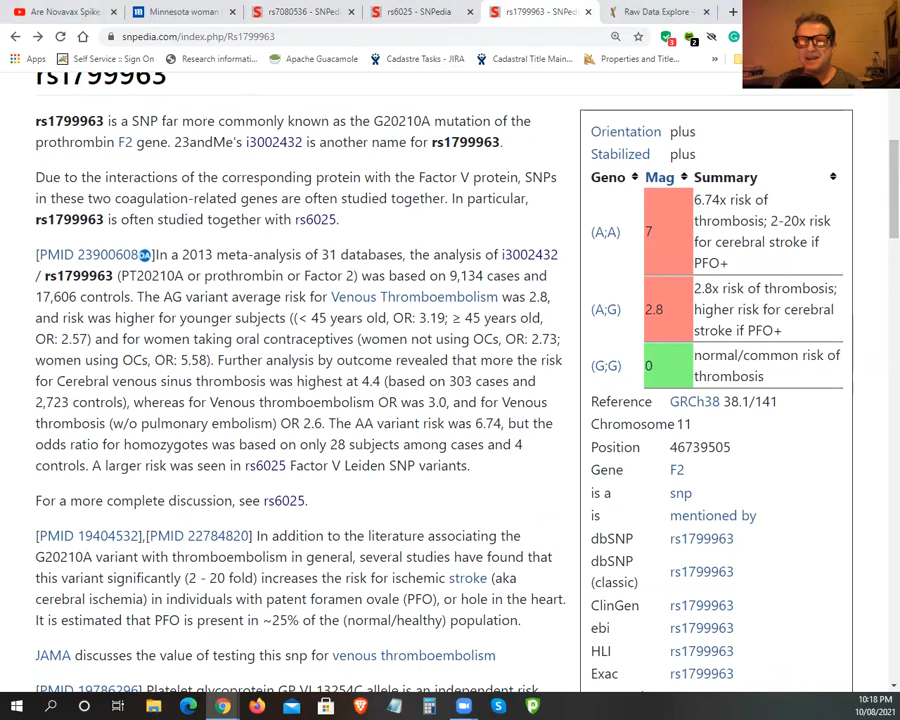 Are Novavax Spike
Minnesota woman
rs7080536 - SNPedia
rs6025 - SNPedia
rs1799963 - SNPedi
Raw Data Explore -
snpedia.com/index.php/Rs1799963
Apps
Self Service :: Sign On
Research informati...
Apache Guacamole
Cadastre Tasks - JIRA
Cadastral Title Main...
Properties and Title...
rs1799963
rs1799963 is a SNP far more commonly known as the G20210A mutation of the
prothrombin F2 gene. 23andMe's i3002432 is another name for rs1799963.
Due to the interactions of the corresponding protein with the Factor V protein, SNPs
in these two coagulation-related genes are often studied together. In particular,
rs1799963 is often studied together with rs6025.
[PMID 23900608 OA]In a 2013 meta-analysis of 31 databases, the analysis of i3002432
/ rs1799963 (PT20210A or prothrombin or Factor 2) was based on 9,134 cases and
17,606 controls. The AG variant average risk for Venous Thromboembolism was 2.8,
and risk was higher for younger subjects ((< 45 years old, OR: 3.19; ≥ 45 years old,
OR: 2.57) and for women taking oral contraceptives (women not using OCs, OR: 2.73;
women using OCs, OR: 5.58). Further analysis by outcome revealed that more the risk
for Cerebral venous sinus thrombosis was highest at 4.4 (based on 303 cases and
2,723 controls), whereas for Venous thromboembolism OR was 3.0, and for Venous
thrombosis (w/o pulmonary embolism) OR 2.6. The AA variant risk was 6.74, but the
odds ratio for homozygotes was based on only 28 subjects among cases and 4
controls. A larger risk was seen in rs6025 Factor V Leiden SNP variants.
For a more complete discussion, see rs6025.
[PMID 19404532],[PMID 22784820] In addition to the literature associating the
G20210A variant with thromboembolism in general, several studies have found that
this variant significantly (2 - 20 fold) increases the risk for ischemic stroke (aka
cerebral ischemia) in individuals with patent foramen ovale (PFO), or hole in the heart.
It is estimated that PFO is present in ~25% of the (normal/healthy) population.
JAMA discusses the value of testing this snp for venous thromboembolism
[PMID 19786296] Platelet glycoprotein GP VI 13254C allele is an independent risk
Orientation plus
Stabilized plus
Geno Mag Summary
(A;A) 7 6.74x risk of
thrombosis; 2-20x risk
for cerebral stroke if
PFO+
(A;G) 2.8 2.8x risk of thrombosis;
higher risk for cerebral
stroke if PFO+
(G;G) 0 normal/common risk of
thrombosis
Reference GRCh38 38.1/141
Chromosome 11
Position 46739505
Gene F2
is a snp
is mentioned by
dbSNP rs1799963
dbSNP
(classic) rs1799963
ClinGen rs1799963
ebi rs1799963
HLI rs1799963
Exac rs1799963
10:18 PM
10/08/2021